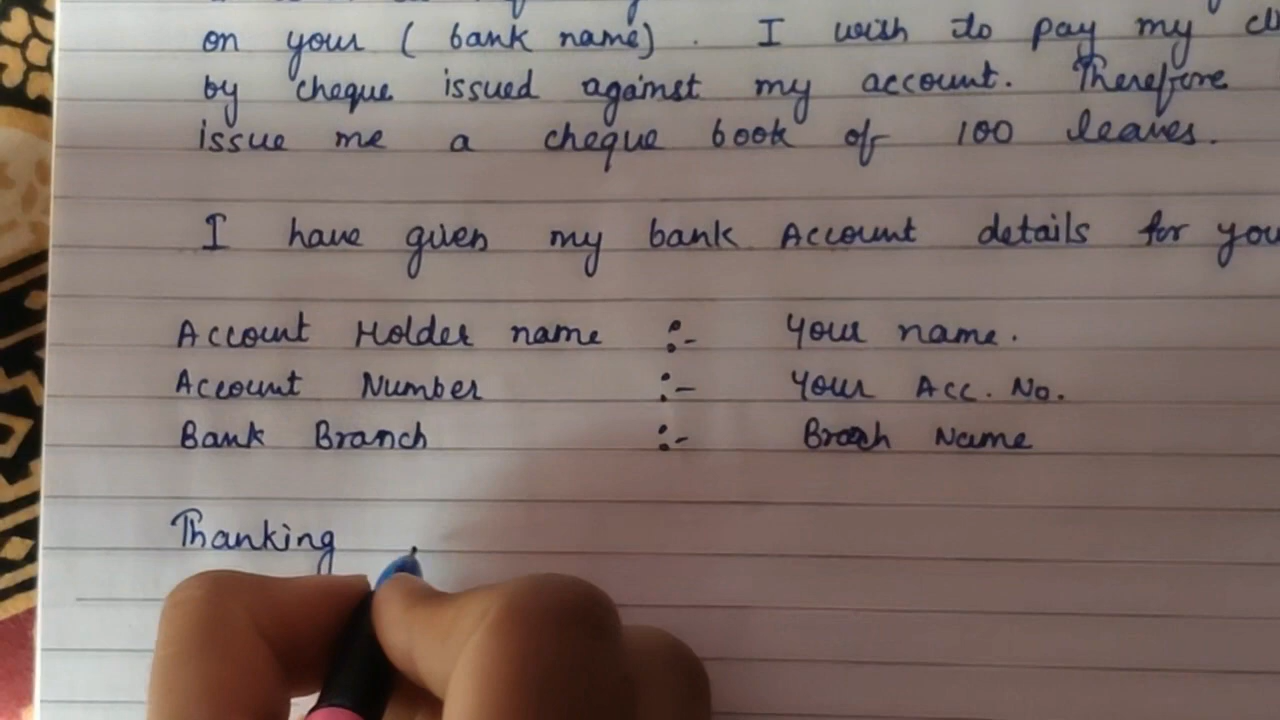 on your ( bank name) . I wish to pay my
by cheque issued against my account. Therefore
issue me a cheque book of 100 leaves.
I have given my bank Account details for you
Account Holder name :- Your name.
Account Number :- Your Acc. No.
Bank Branch :- Name
Thanking